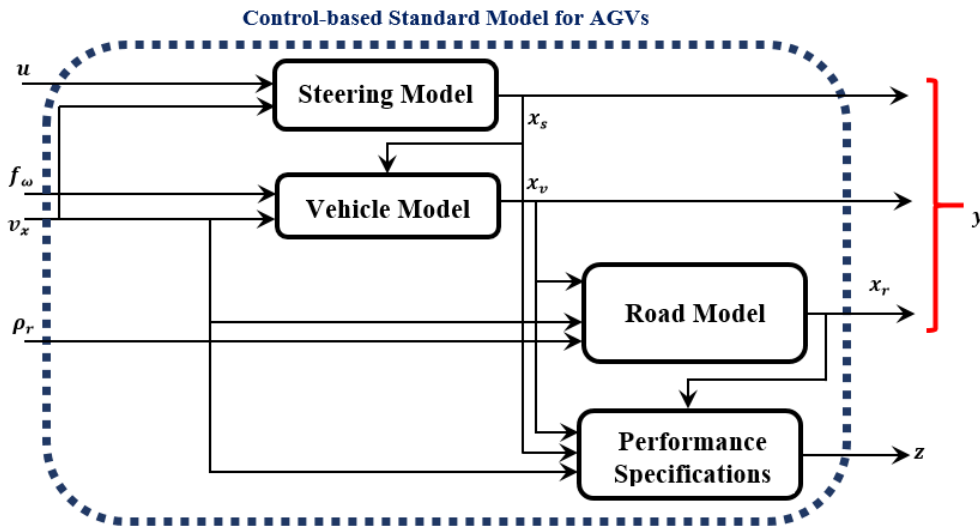 Control-based Standard Model for AGVs
u
Steering Model
x_s
f_ω
x_v
Vehicle Model
v_x
y
x_r
Road Model
ρ_r
Performance
Specifications
z